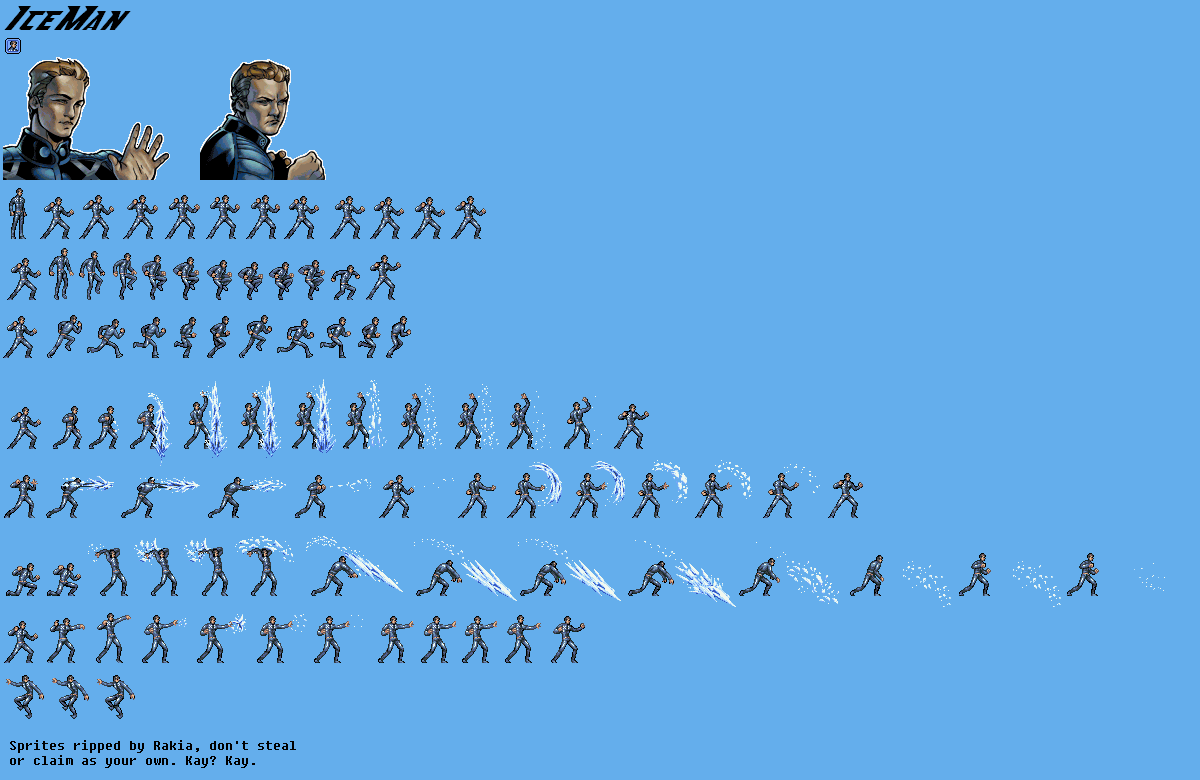 IceMan
Sprites ripped by Rakia, don't steal
or claim as your own. Kay? Kay.